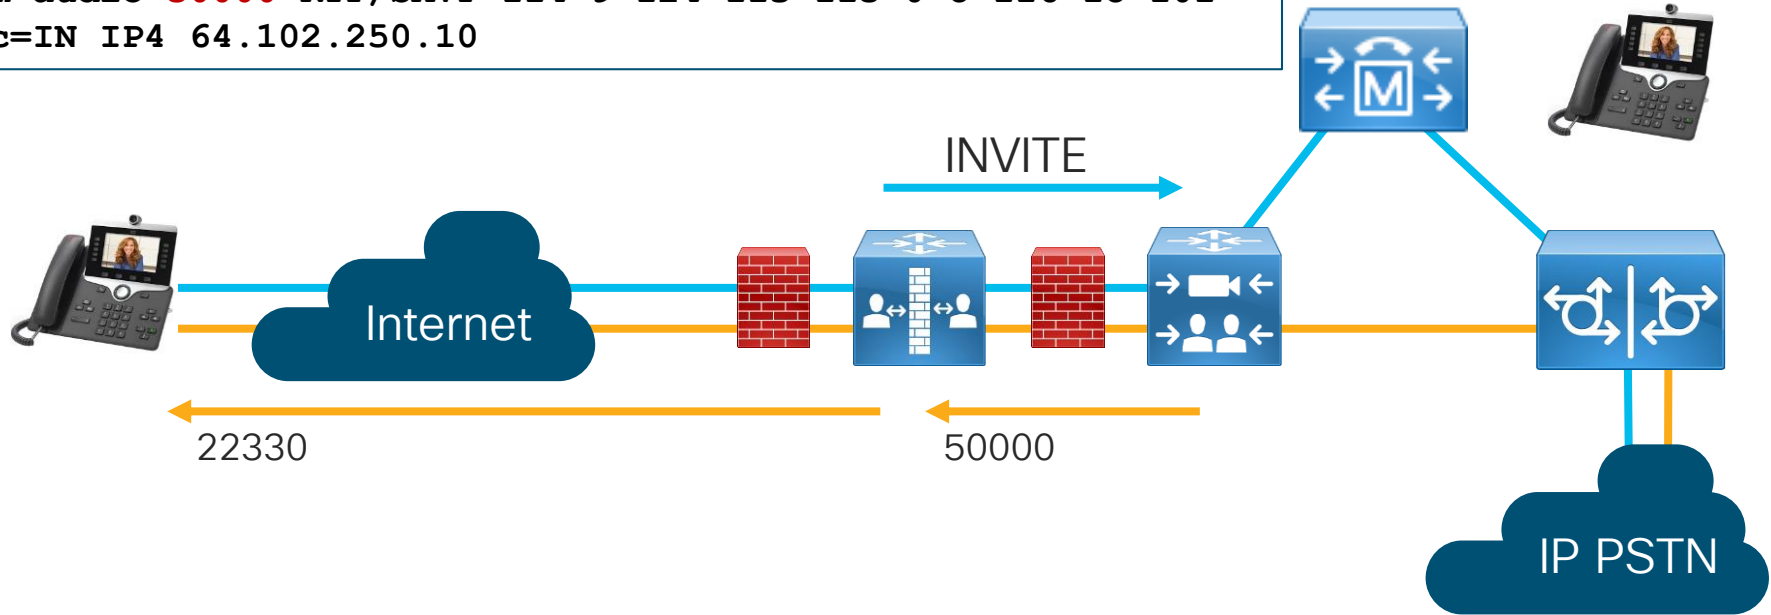 c=IN IP4 64.102.250.10
INVITE
M
Internet
22330
50000
IP PSTN